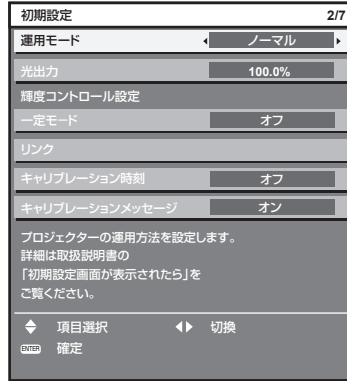 初期設定 2/7
運用モード ノーマル
光出力 100.0%
輝度コントロール設定
一定モード オフ
リンク
キャリブレーション時刻 オフ
キャリブレーションメッセージ オン
プロジェクターの運用方法を設定します。
詳細は取扱説明書の
「初期設定画面が表示されたら」を
ご覧ください。
項目選択 切換
ENTER 確定